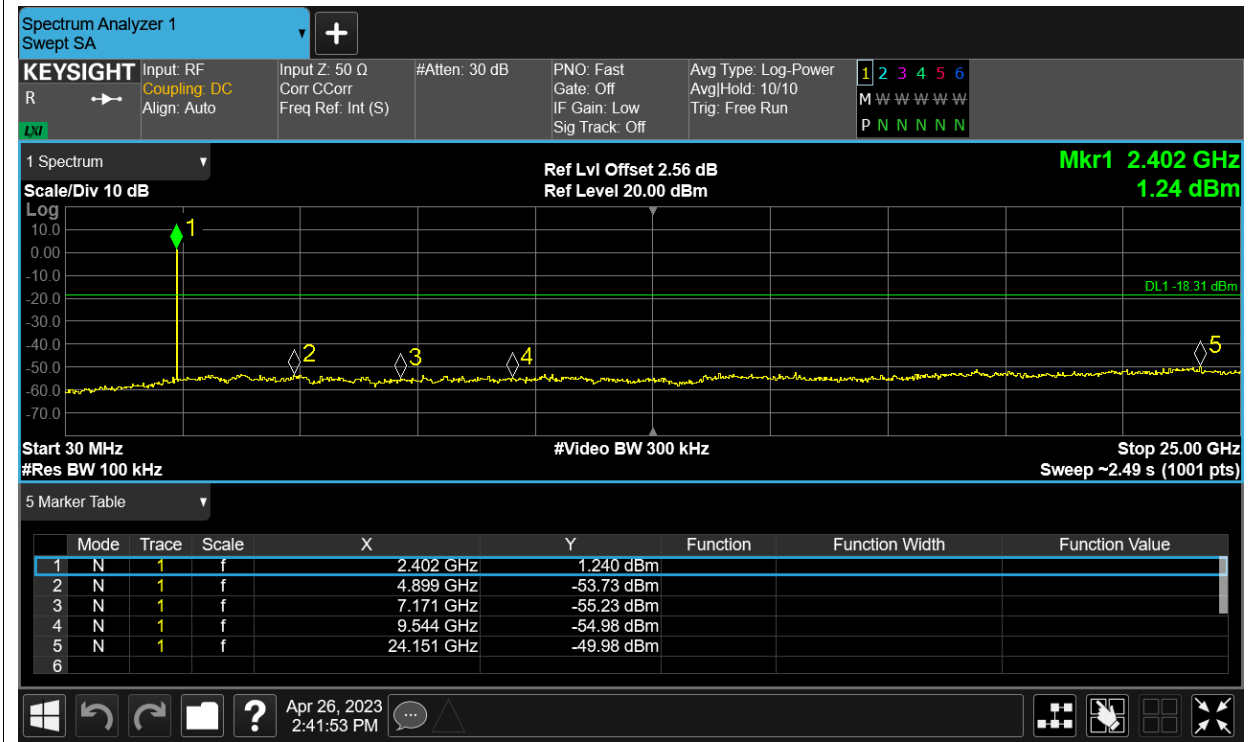 Spectrum Analyzer 1
Swept SA
KEYSIGHT
R
LXI
Input: RF
Coupling: DC
Align: Auto
Input Z: 50 Ω
Corr CCorr
Freq Ref: Int (S)
#Atten: 30 dB
PNO: Fast
Gate: Off
IF Gain: Low
Sig Track: Off
Avg Type: Log-Power
Avg|Hold: 10/10
Trig: Free Run
1 2 3 4 5 6
M W W W W W
P N N N N N
1 Spectrum
Scale/Div 10 dB
Ref Lvl Offset 2.56 dB
Ref Level 20.00 dBm
Mkr1 2.402 GHz
1.24 dBm
Log
10.0
0.00
-10.0
-20.0
-30.0
-40.0
-50.0
-60.0
-70.0
1
DL1 -18.31 dBm
2
3
4
5
Start 30 MHz
#Res BW 100 kHz
#Video BW 300 kHz
Stop 25.00 GHz
Sweep ~2.49 s (1001 pts)
5 Marker Table
Mode Trace Scale X Y Function Function Width Function Value
1 N 1 f 2.402 GHz 1.240 dBm
2 N 1 f 4.899 GHz -53.73 dBm
3 N 1 f 7.171 GHz -55.23 dBm
4 N 1 f 9.544 GHz -54.98 dBm
5 N 1 f 24.151 GHz -49.98 dBm
6
?
Apr 26, 2023
2:41:53 PM